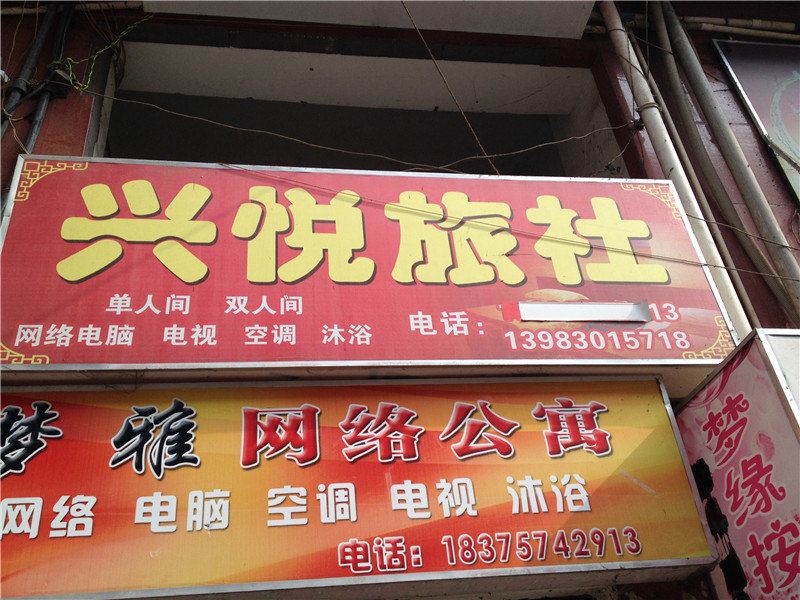 兴悦旅社
单人间 双人间
网络电脑 电视 空调 沐浴 电话:
13
13983015718
梦雅网络公寓
网络 电脑 空调 电视 沐浴
电话:18375742913
梦缘按